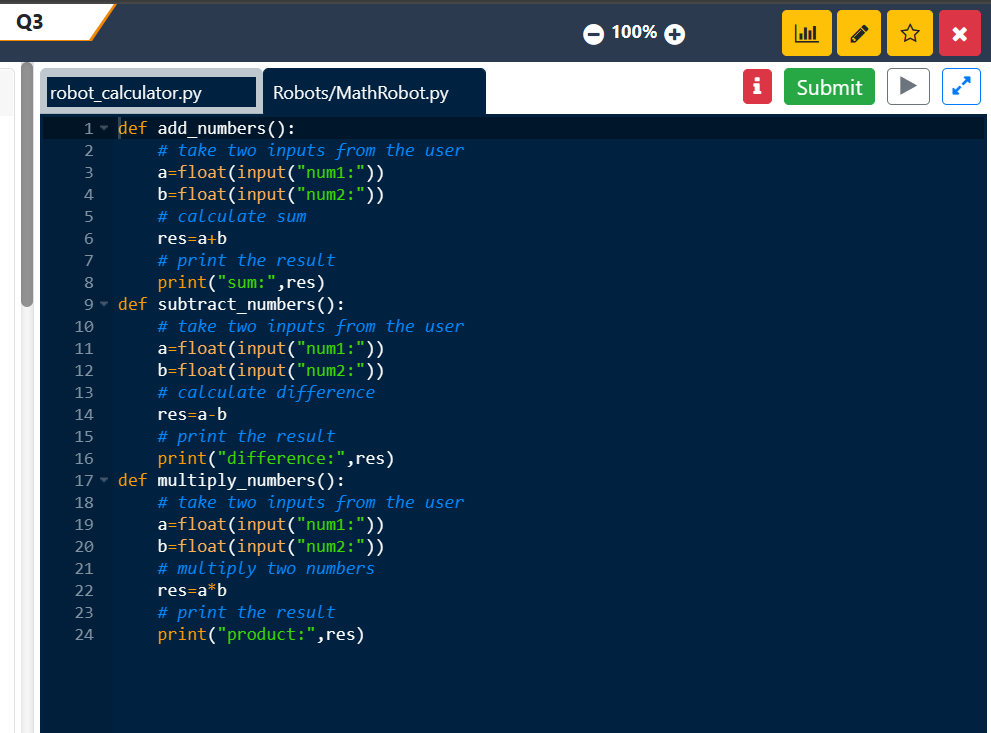 Q3
100%
robot_calculator.py
Robots/MathRobot.py
Submit
1 def add_numbers():
2     # take two inputs from the user
3     a=float(input("num1:"))
4     b=float(input("num2:"))
5     # calculate sum
6     res=a+b
7     # print the result
8     print("sum:",res)
9 def subtract_numbers():
10     # take two inputs from the user
11     a=float(input("num1:"))
12     b=float(input("num2:"))
13     # calculate difference
14     res=a-b
15     # print the result
16     print("difference:",res)
17 def multiply_numbers():
18     # take two inputs from the user
19     a=float(input("num1:"))
20     b=float(input("num2:"))
21     # multiply two numbers
22     res=a*b
23     # print the result
24     print("product:",res)